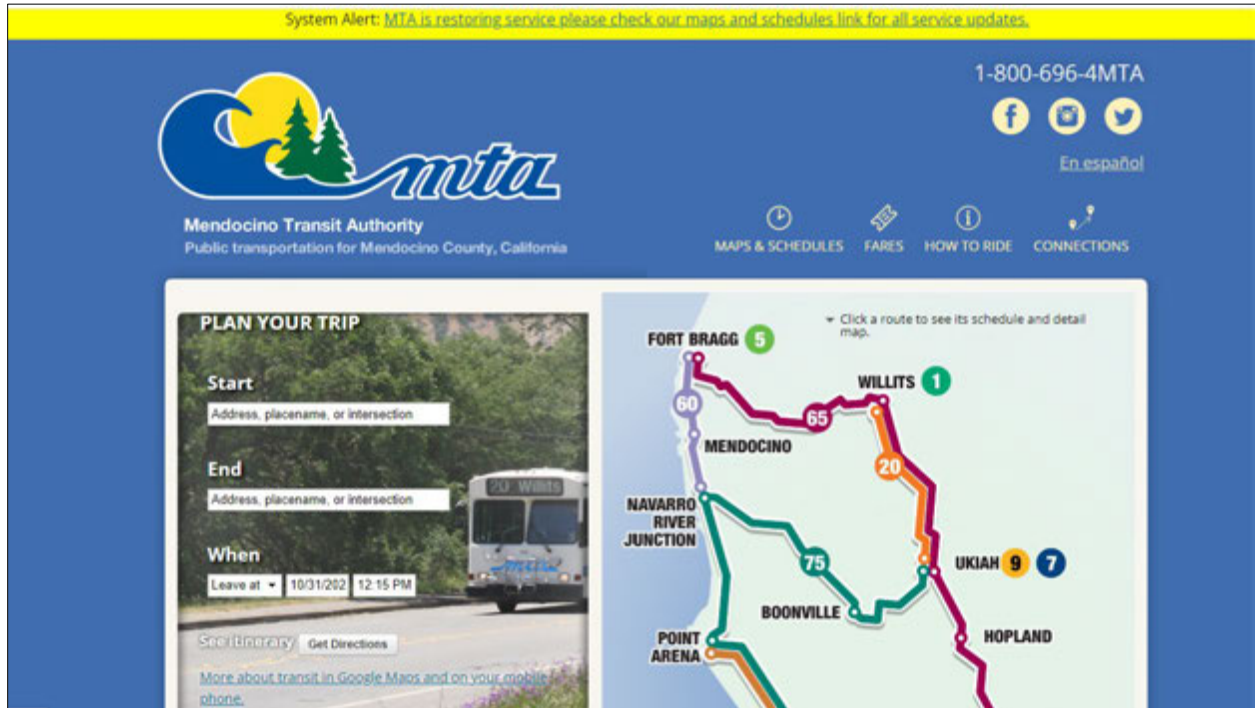 System Alert: MTA is restoring service please check our maps and schedules link for all service updates.
1-800-696-4MTA
En español
mta
Mendocino Transit Authority
Public transportation for Mendocino County, California
MAPS & SCHEDULES
FARES
HOW TO RIDE
CONNECTIONS
PLAN YOUR TRIP
Start
Address, placename, or intersection
End
Address, placename, or intersection
When
Leave at 10/31/202 12:15 PM
See itinerary Get Directions
More about transit in Google Maps and on your mobile
phone.
20 Willits
mta
Click a route to see its schedule and detail
map.
FORT BRAGG 5
WILLITS 1
60
65
MENDOCINO
20
NAVARRO
RIVER
JUNCTION
75
UKIAH 9 7
BOONVILLE
POINT
ARENA
HOPLAND